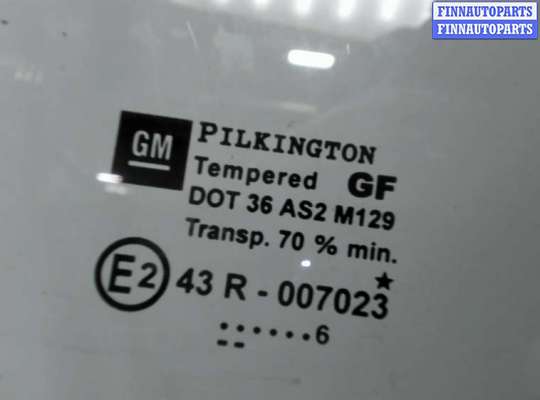 FINNAUTOPARTS
FINNAUTOPARTS
GM PILKINGTON
Tempered GF
DOT 36 AS2 M129
Transp. 70 % min.
E2 43 R - 007023
······6